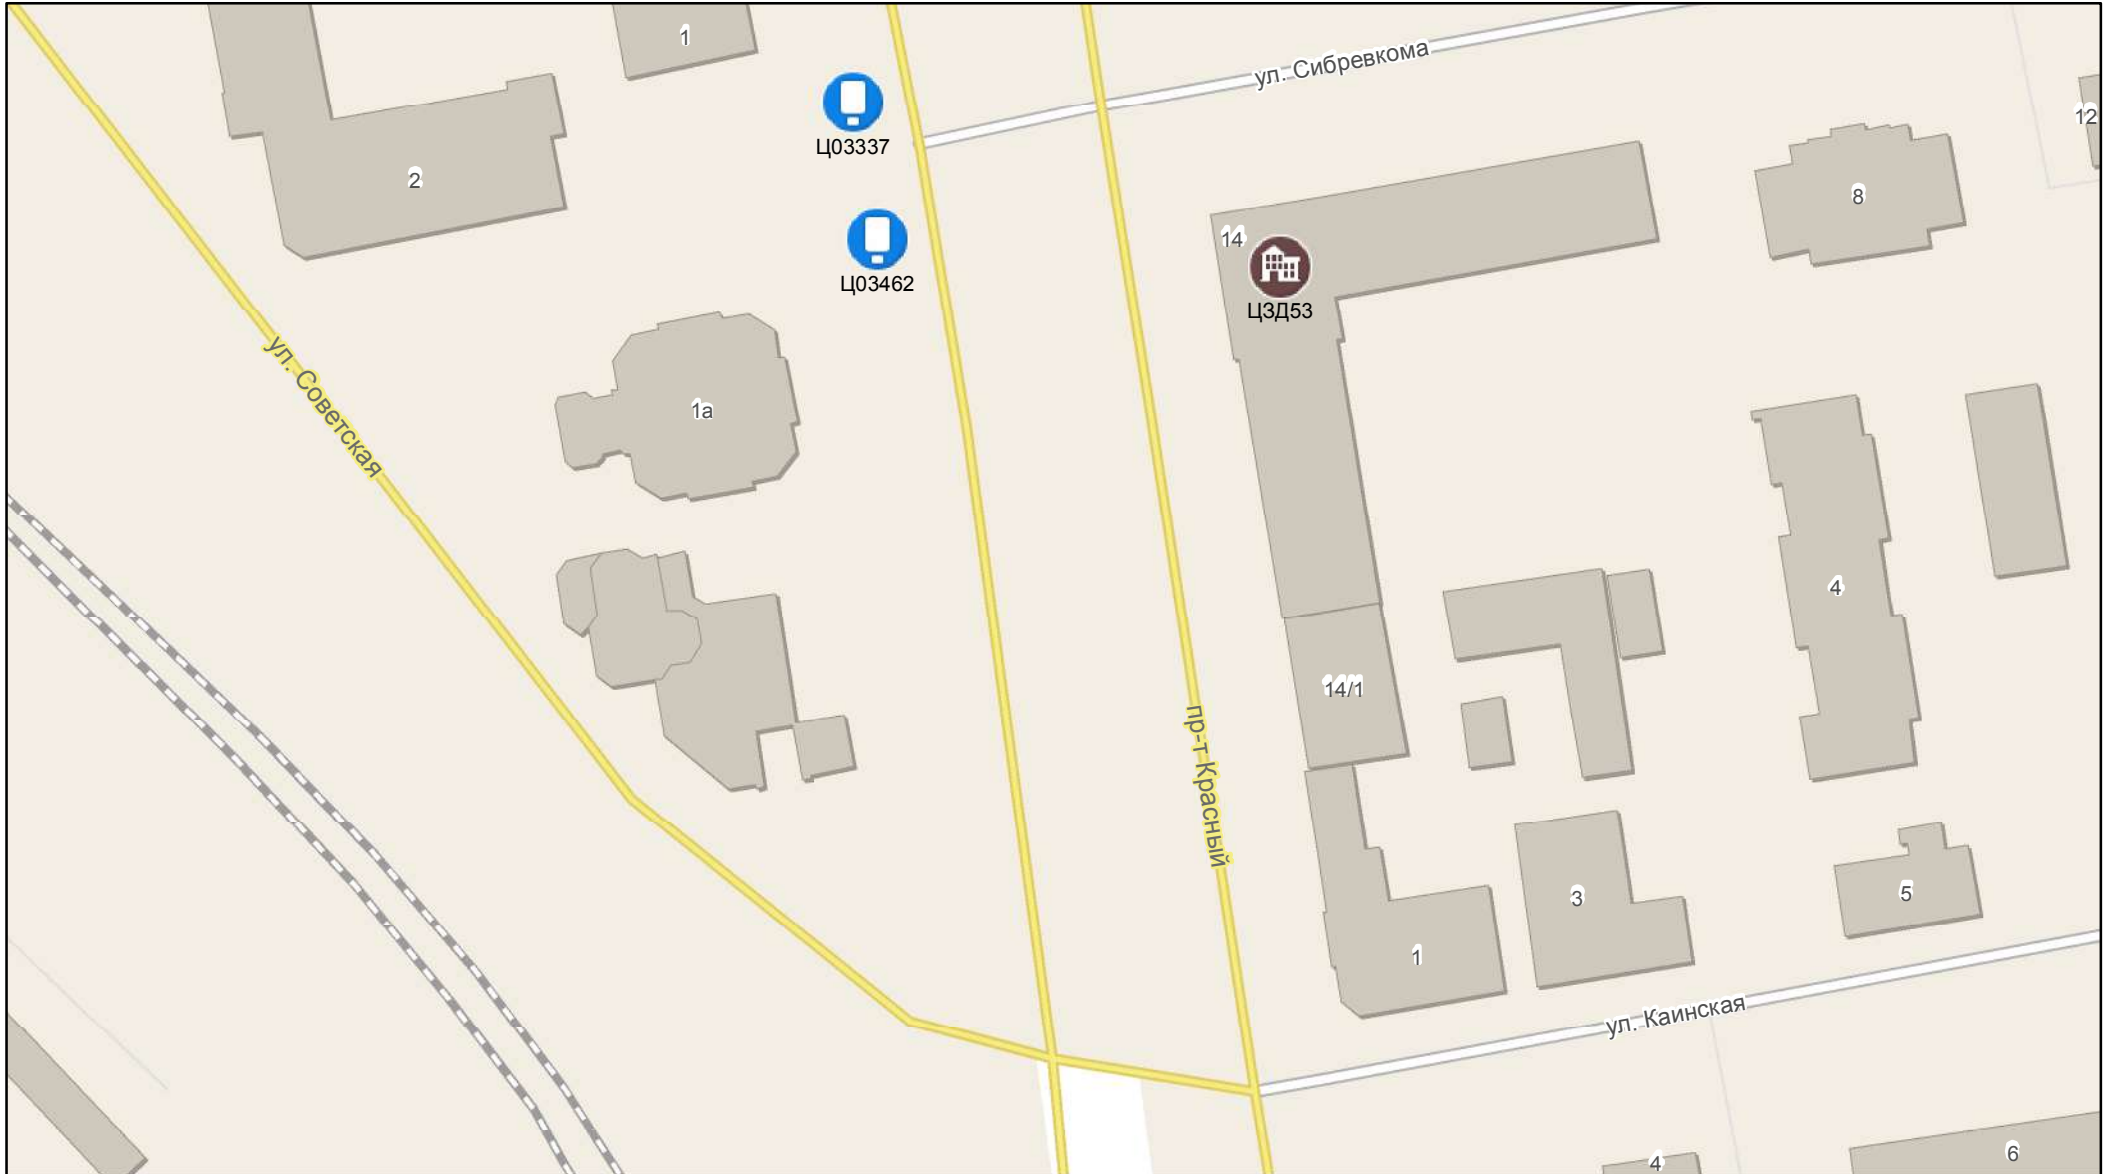 1
ул. Сибревкома
Ц03337
12
2
8
14
Ц03462
ЦЗД53
ул. Советская
1а
4
14/1
пр-т Красный
3
5
1
ул. Каинская
4
6